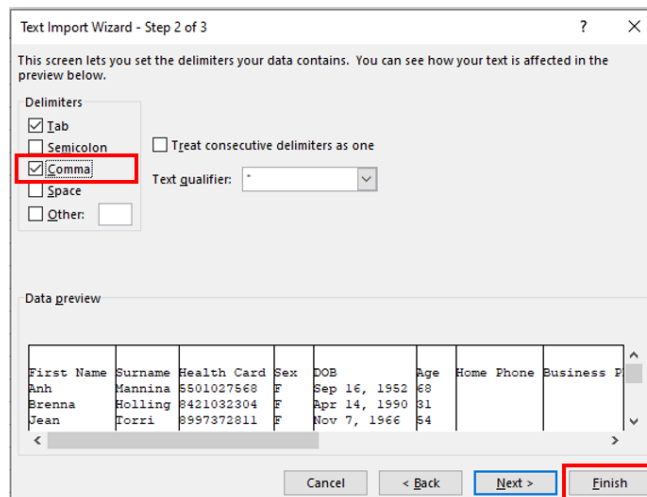 Text Import Wizard - Step 2 of 3 ? ×
This screen lets you set the delimiters your data contains. You can see how your text is affected in the
preview below.
Delimiters
Tab
Semicolon
Comma
Space
Other:
Treat consecutive delimiters as one
Text qualifier: "
Data preview
First Name Surname Health Card Sex DOB Age Home Phone Business P
Anh Mannina 5501027568 F Sep 16, 1952 68
Brenna Holling 8421032304 F Apr 14, 1990 31
Jean Torri 8997372811 F Nov 7, 1966 54
Cancel < Back Next > Finish